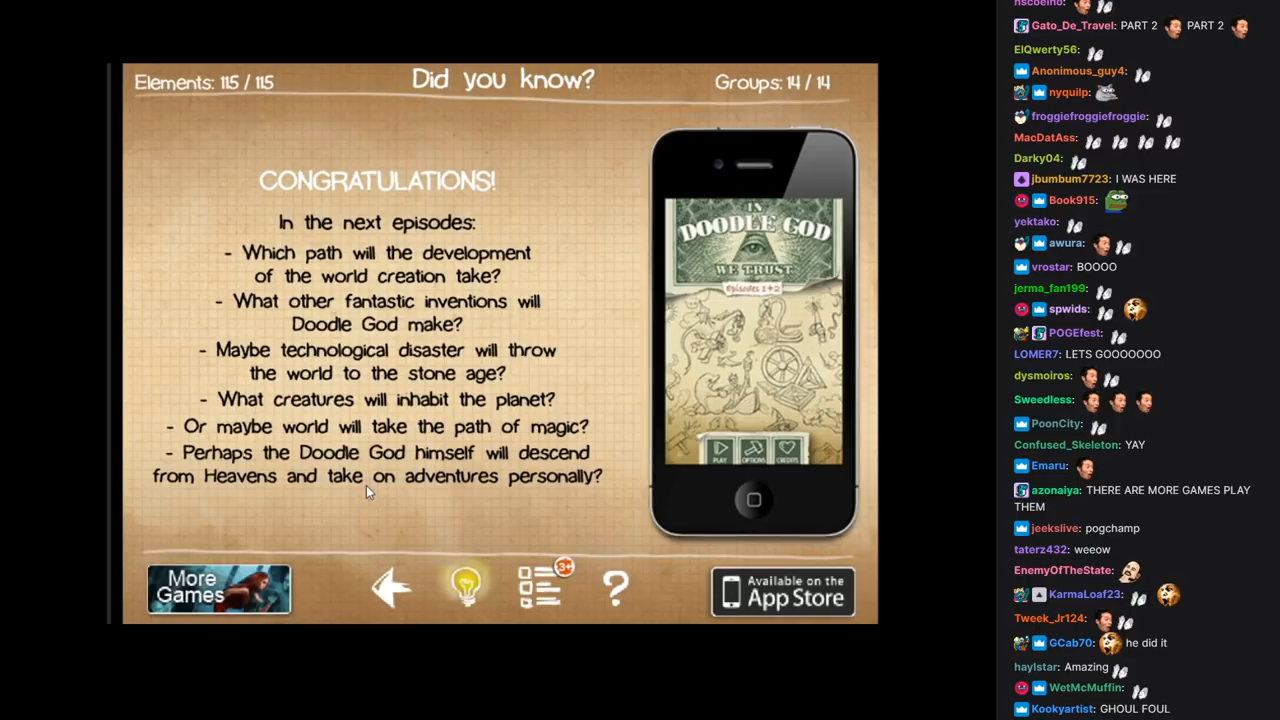 Elements: 115 / 115
Did you know?
Groups: 14 / 14
CONGRATULATIONS!
In the next episodes:
- Which path will the development
of the world creation take?
- What other fantastic inventions will
Doodle God make?
- Maybe technological disaster will throw
the world to the stone age?
- What creatures will inhabit the planet?
- Or maybe world will take the path of magic?
- Perhaps the Doodle God himself will descend
from Heavens and take on adventures personally?
IN
DOODLE GOD
WE TRUST
Episodes 1+2
PLAY
OPTIONS
CREDITS
More
Games
3+
?
Available on the
App Store
nscoelho:
Gato_De_Travel: PART 2 PART 2
ElQwerty56:
Anonimous_guy4:
nyquilp:
froggiefroggiefroggie:
MacDatAss:
Darky04:
jbumbum7723: I WAS HERE
Book915:
yektako:
awura:
vrostar: BOOOO
jerma_fan199:
spwids:
POGEfest:
LOMER7: LETS GOOOOOOO
dysmoiros:
Sweedless:
PoonCity:
Confused_Skeleton: YAY
Emaru:
azonaiya: THERE ARE MORE GAMES PLAY
THEM
jeekslive: pogchamp
taterz432: weeow
EnemyOfTheState:
KarmaLoaf23:
Tweek_Jr124:
GCab70: he did it
haylstar: Amazing
WetMcMuffin:
Kookyartist: GHOUL FOUL